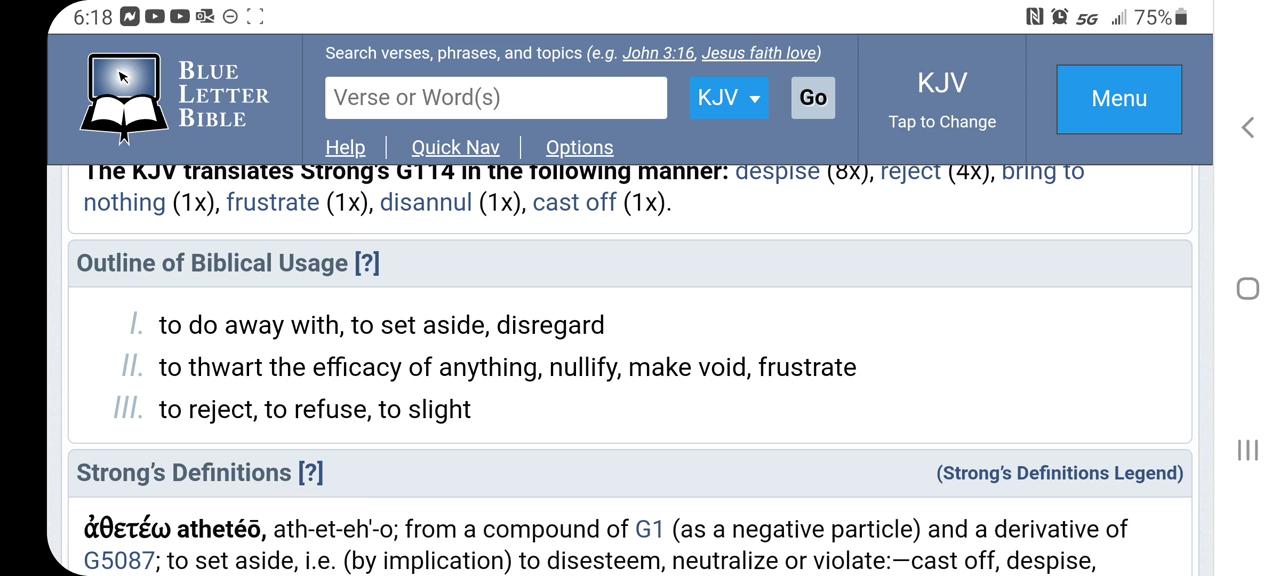 6:18
5G 75%
Search verses, phrases, and topics (e.g. John 3:16, Jesus faith love)
BLUE
LETTER
BIBLE
Verse or Word(s)
KJV
Go
KJV
Tap to Change
Menu
Help | Quick Nav | Options
The KJV translates Strong's G114 in the following manner: despise (8x), reject (4x), bring to
nothing (1x), frustrate (1x), disannul (1x), cast off (1x).
Outline of Biblical Usage [?]
I. to do away with, to set aside, disregard
II. to thwart the efficacy of anything, nullify, make void, frustrate
III. to reject, to refuse, to slight
Strong’s Definitions [?] (Strong’s Definitions Legend)
ἀθετέω athetéō, ath-et-eh'-o; from a compound of G1 (as a negative particle) and a derivative of
G5087; to set aside, i.e. (by implication) to disesteem, neutralize or violate:—cast off, despise,